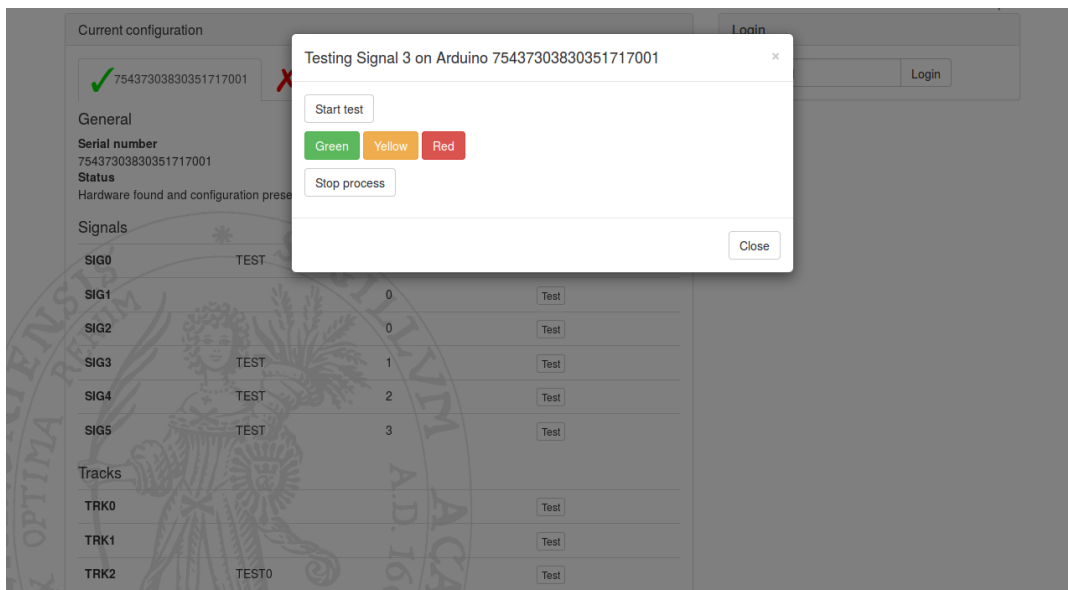 Current configuration
Login
Testing Signal 3 on Arduino 75437303830351717001
×
75437303830351717001
Login
Start test
General
Green Yellow Red
Serial number
75437303830351717001
Status
Stop process
Hardware found and configuration prese
Signals
Close
SIG0 TEST
SIG1 0 Test
SIG2 0 Test
SIG3 TEST 1 Test
SIG4 TEST 2 Test
SIG5 TEST 3 Test
Tracks
TRK0 Test
TRK1 Test
TRK2 TEST0 Test
OPTIMA
A.D.